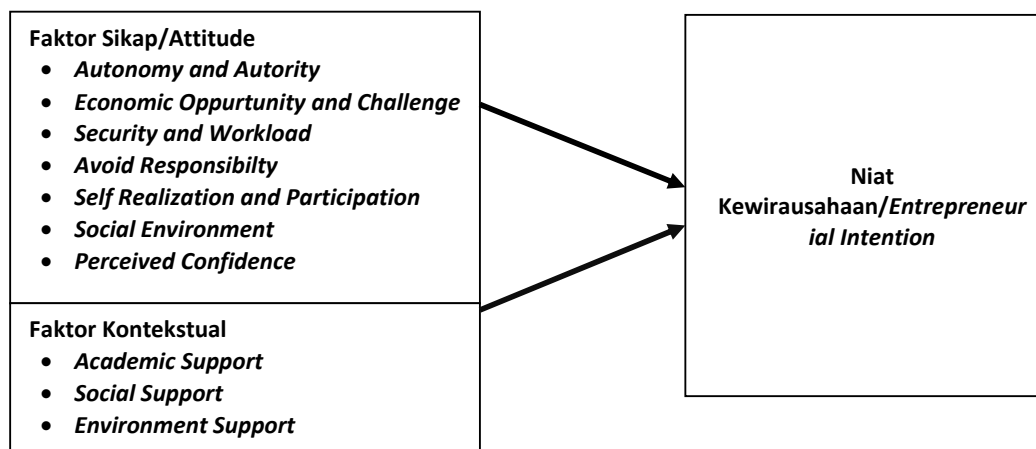 Faktor Sikap/Attitude
• Autonomy and Autority
• Economic Oppurtunity and Challenge
• Security and Workload
• Avoid Responsibilty
• Self Realization and Participation
• Social Environment
• Perceived Confidence
Faktor Kontekstual
• Academic Support
• Social Support
• Environment Support
Niat
Kewirausahaan/Entrepreneur
ial Intention